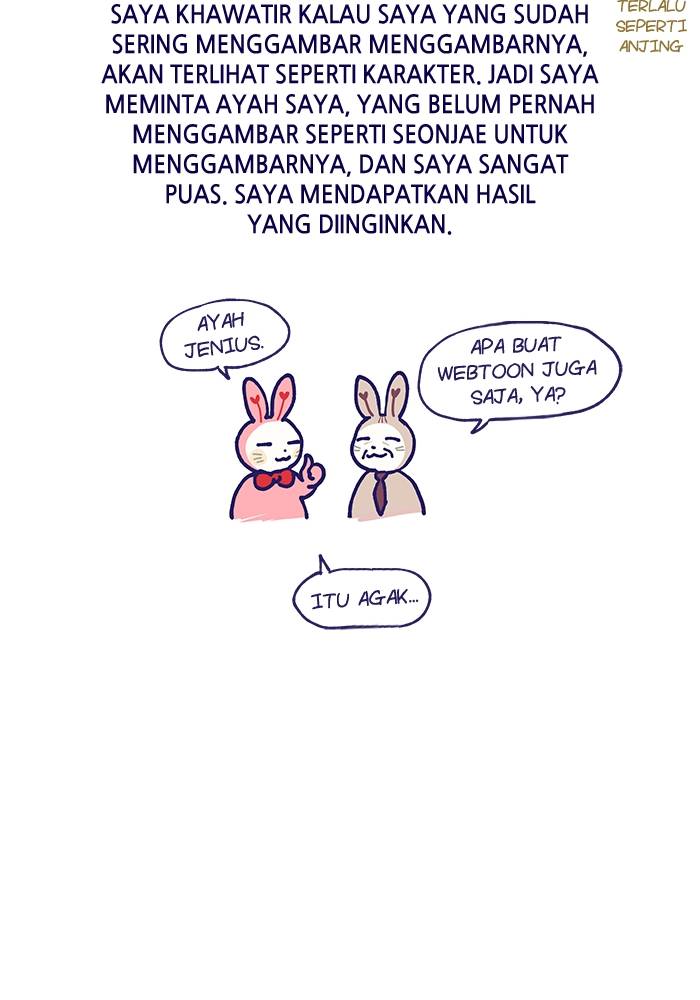 SAYA KHAWATIR KALAU SAYA YANG SUDAH
SERING MENGGAMBAR MENGGAMBARNYA,
AKAN TERLIHAT SEPERTI KARAKTER. JADI SAYA
MEMINTA AYAH SAYA, YANG BELUM PERNAH
MENGGAMBAR SEPERTI SEONJAE UNTUK
MENGGAMBARNYA, DAN SAYA SANGAT
PUAS. SAYA MENDAPATKAN HASIL
YANG DIINGINKAN.
TERLALU
SEPERTI
ANJING
AYAH
JENIUS.
APA BUAT
WEBTOON JUGA
SAJA, YA?
ITU AGAK...